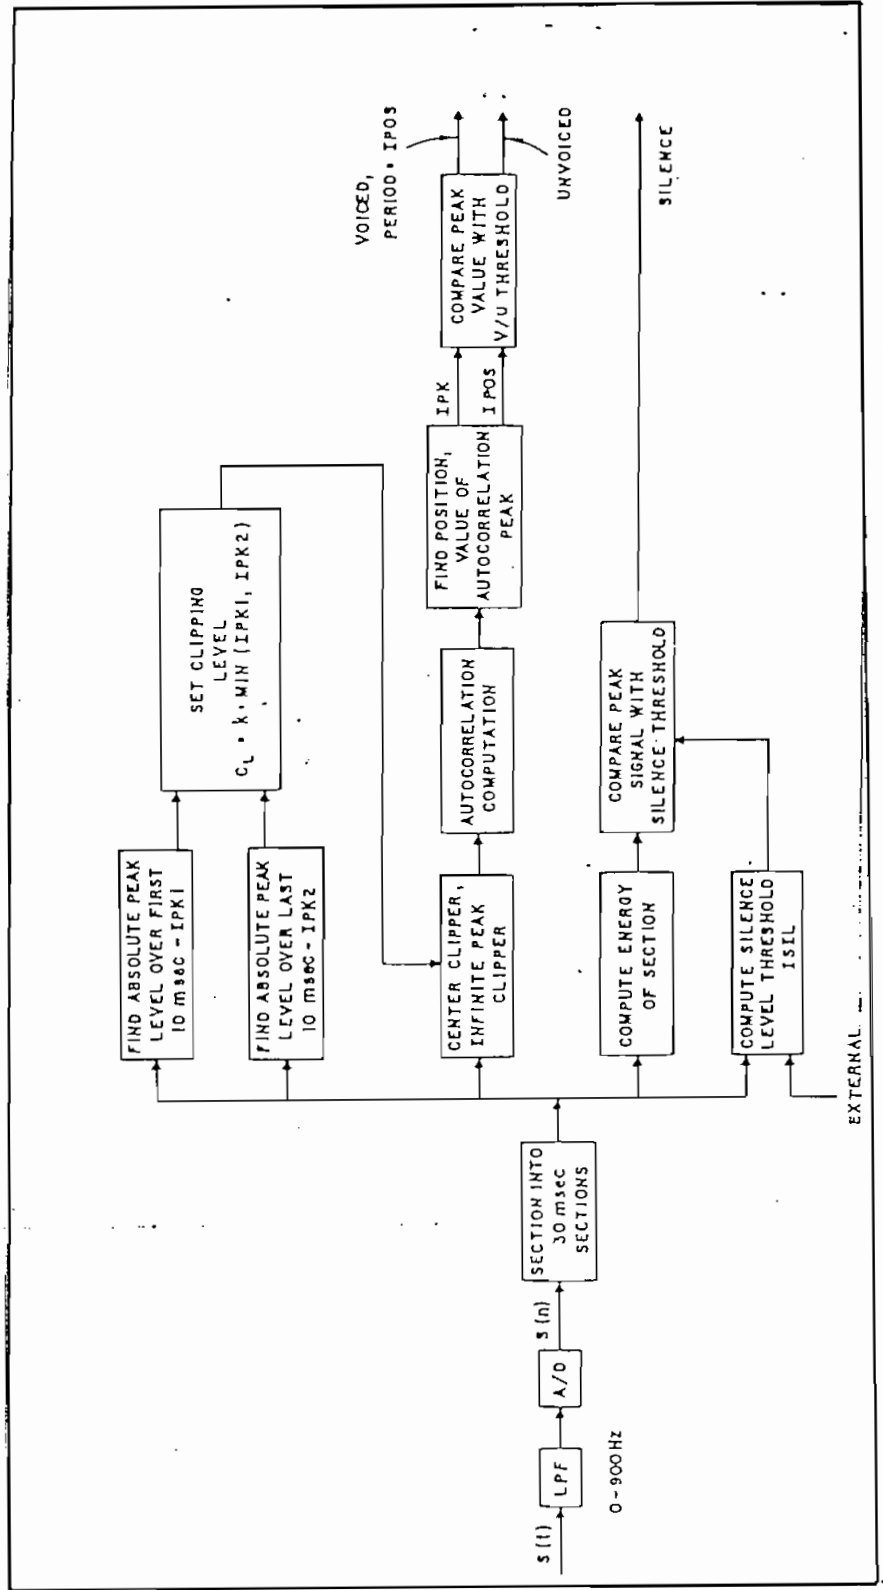 S(t)
LPF
0-900Hz
A/D
S(n)
SECTION INTO
30 msec
SECTIONS
FIND ABSOLUTE PEAK
LEVEL OVER FIRST
10 msec - IPK1
FIND ABSOLUTE PEAK
LEVEL OVER LAST
10 msec - IPK2
SET CLIPPING
LEVEL
CL = k·MIN (IPK1, IPK2)
CENTER CLIPPER,
INFINITE PEAK
CLIPPER
AUTOCORRELATION
COMPUTATION
FIND POSITION,
VALUE OF
AUTOCORRELATION
PEAK
IPK
IPOS
COMPARE PEAK
VALUE WITH
V/U THRESHOLD
VOICED,
PERIOD = IPOS
UNVOICED
COMPUTE ENERGY
OF SECTION
COMPARE PEAK
SIGNAL WITH
SILENCE THRESHOLD
SILENCE
COMPUTE SILENCE
LEVEL THRESHOLD
ISIL
EXTERNAL